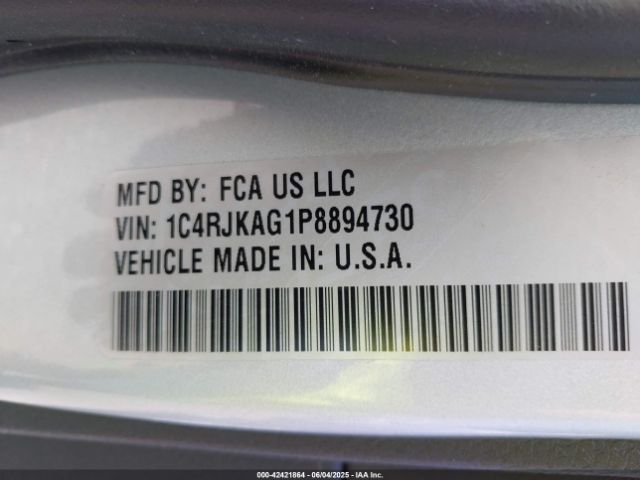 MFD BY: FCA US LLC
VIN: 1C4RJKAG1P8894730
VEHICLE MADE IN: U.S.A.
000-42421864 | 06/04/2025 | IAA Inc.